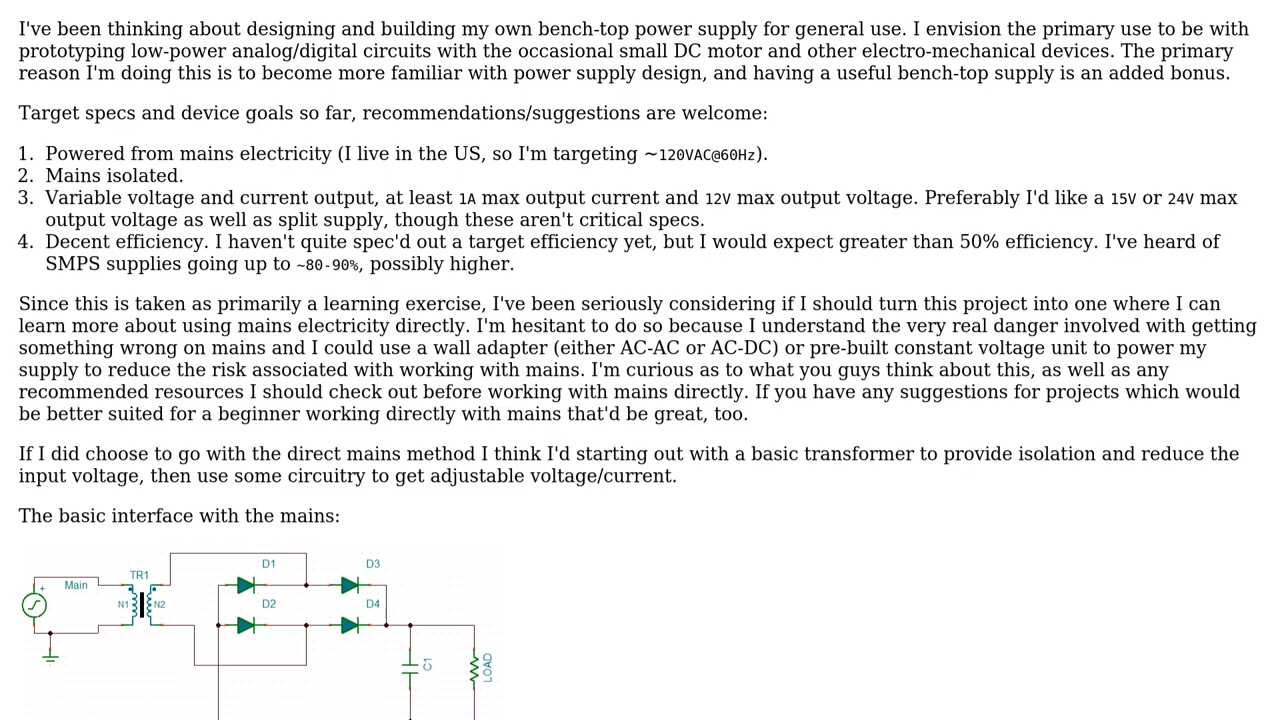 I've been thinking about designing and building my own bench-top power supply for general use. I envision the primary use to be with
prototyping low-power analog/digital circuits with the occasional small DC motor and other electro-mechanical devices. The primary
reason I'm doing this is to become more familiar with power supply design, and having a useful bench-top supply is an added bonus.
Target specs and device goals so far, recommendations/suggestions are welcome:
1. Powered from mains electricity (I live in the US, so I'm targeting ~120VAC@60Hz).
2. Mains isolated.
3. Variable voltage and current output, at least 1A max output current and 12V max output voltage. Preferably I'd like a 15V or 24V max
output voltage as well as split supply, though these aren't critical specs.
4. Decent efficiency. I haven't quite spec'd out a target efficiency yet, but I would expect greater than 50% efficiency. I've heard of
SMPS supplies going up to ~80-90%, possibly higher.
Since this is taken as primarily a learning exercise, I've been seriously considering if I should turn this project into one where I can
learn more about using mains electricity directly. I'm hesitant to do so because I understand the very real danger involved with getting
something wrong on mains and I could use a wall adapter (either AC-AC or AC-DC) or pre-built constant voltage unit to power my
supply to reduce the risk associated with working with mains. I'm curious as to what you guys think about this, as well as any
recommended resources I should check out before working with mains directly. If you have any suggestions for projects which would
be better suited for a beginner working directly with mains that'd be great, too.
If I did choose to go with the direct mains method I think I'd starting out with a basic transformer to provide isolation and reduce the
input voltage, then use some circuitry to get adjustable voltage/current.
The basic interface with the mains:
D1 D3
TR1
+ Main
N1 N2 D2 D4
C1 LOAD